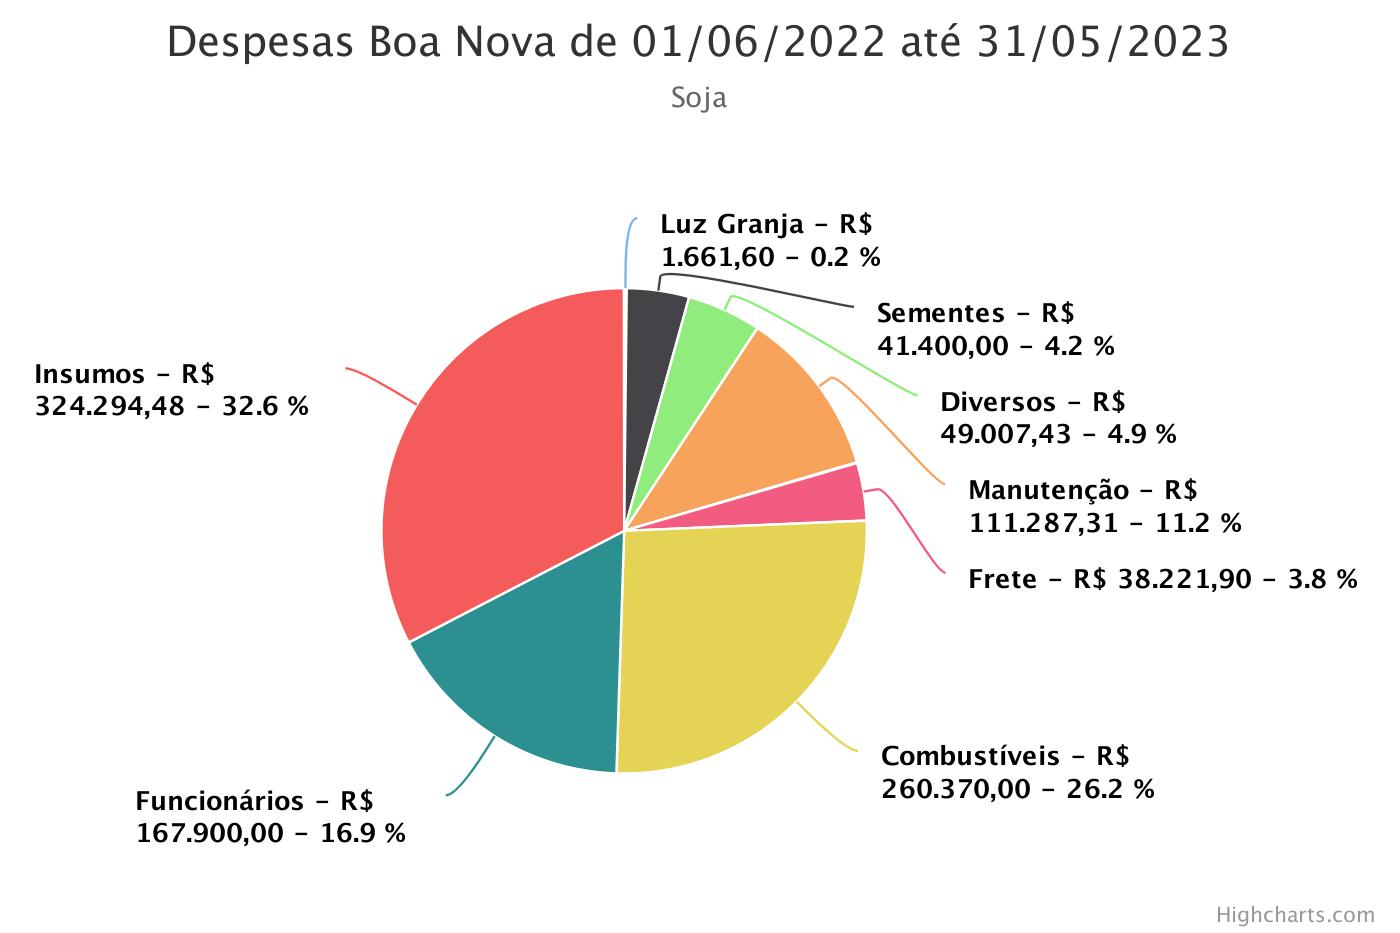 Despesas Boa Nova de 01/06/2022 até 31/05/2023
Soja
Luz Granja – R$
1.661,60 – 0.2 %
Sementes – R$
41.400,00 – 4.2 %
Diversos – R$
49.007,43 – 4.9 %
Manutenção – R$
111.287,31 – 11.2 %
Frete – R$ 38.221,90 – 3.8 %
Combustíveis – R$
260.370,00 – 26.2 %
Funcionários – R$
167.900,00 – 16.9 %
Insumos – R$
324.294,48 – 32.6 %
Highcharts.com